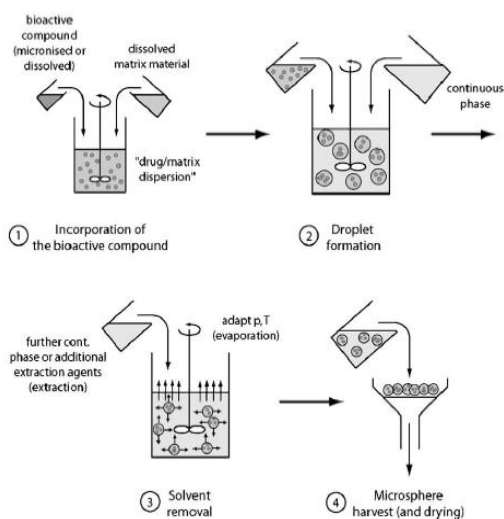 bioactive
compound
(micronised or
dissolved)
dissolved
matrix material
"drug/matrix
dispersion"
1 Incorporation of
the bioactive compound
continuous
phase
2 Droplet
formation
further cont.
phase or additional
extraction agents
(extraction)
adapt p,T
(evaporation)
3 Solvent
removal
4 Microsphere
harvest (and drying)